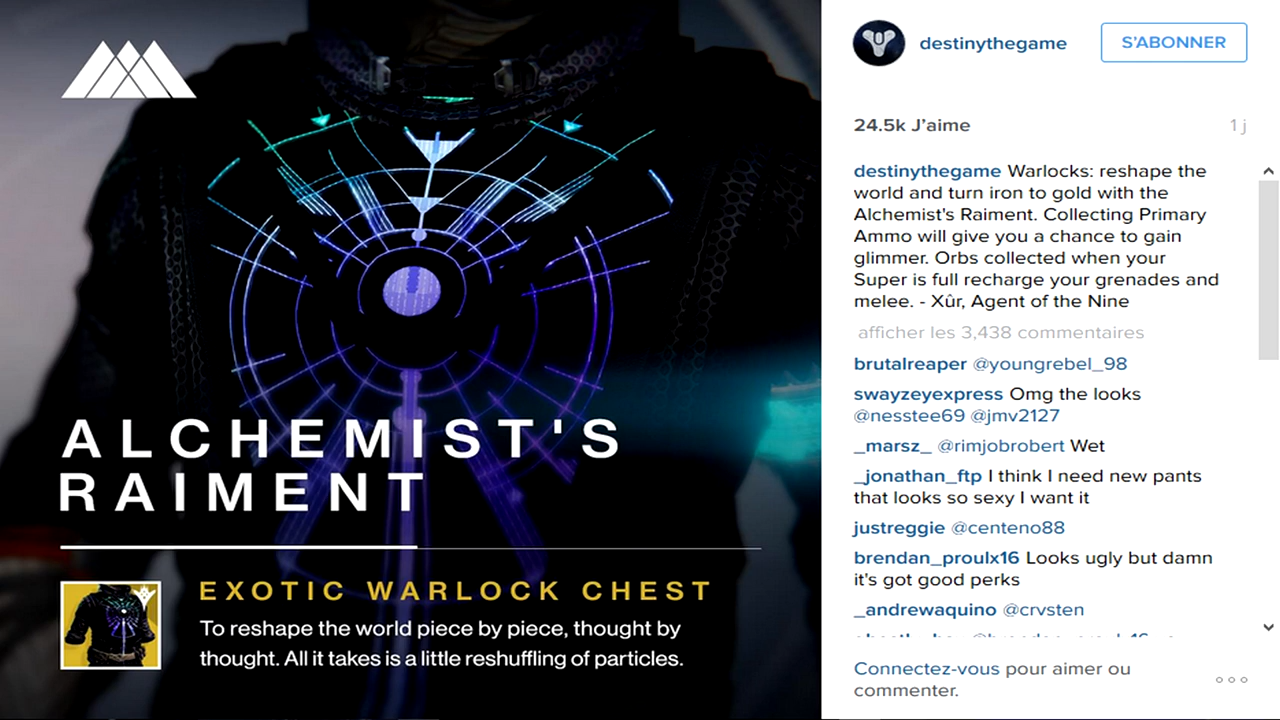 ALCHEMIST'S
RAIMENT
EXOTIC WARLOCK CHEST
To reshape the world piece by piece, thought by
thought. All it takes is a little reshuffling of particles.
destinythegame
S'ABONNER
24.5k J'aime
1 j
destinythegame Warlocks: reshape the
world and turn iron to gold with the
Alchemist's Raiment. Collecting Primary
Ammo will give you a chance to gain
glimmer. Orbs collected when your
Super is full recharge your grenades and
melee. - Xûr, Agent of the Nine
afficher les 3,438 commentaires
brutalreaper @youngrebel_98
swayzeyexpress Omg the looks
@nesstee69 @jmv2127
_marsz_ @rimjobrobert Wet
_jonathan_ftp I think I need new pants
that looks so sexy I want it
justreggie @centeno88
brendan_proulx16 Looks ugly but damn
it's got good perks
_andrewaquino @crvsten
Connectez-vous pour aimer ou
commenter.